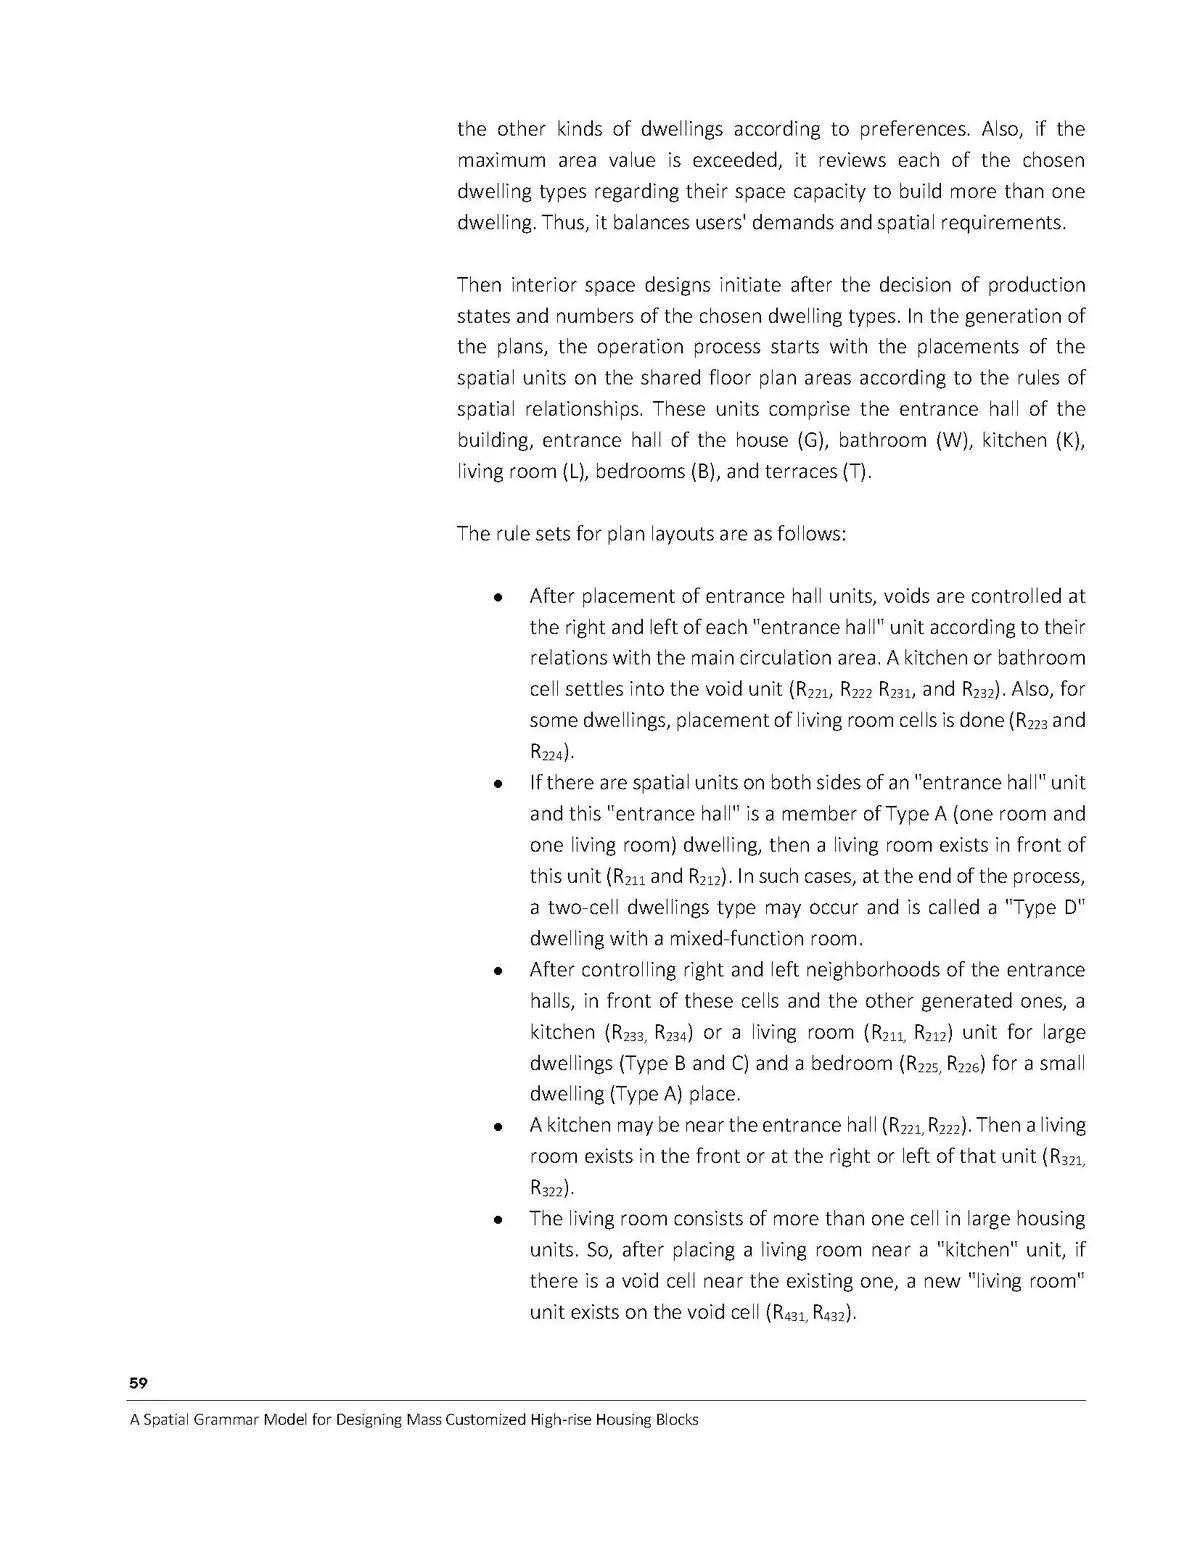 the other kinds of dwellings according to preferences. Also, if the
maximum area value is exceeded, it reviews each of the chosen
dwelling types regarding their space capacity to build more than one
dwelling. Thus, it balances users' demands and spatial requirements.
Then interior space designs initiate after the decision of production
states and numbers of the chosen dwelling types. In the generation of
the plans, the operation process starts with the placements of the
spatial units on the shared floor plan areas according to the rules of
spatial relationships. These units comprise the entrance hall of the
building, entrance hall of the house (G), bathroom (W), kitchen (K),
living room (L), bedrooms (B), and terraces (T).
The rule sets for plan layouts are as follows:
● After placement of entrance hall units, voids are controlled at
the right and left of each "entrance hall" unit according to their
relations with the main circulation area. A kitchen or bathroom
cell settles into the void unit (R221, R222 R231, and R232). Also, for
some dwellings, placement of living room cells is done (R223 and
R224).
● If there are spatial units on both sides of an "entrance hall" unit
and this "entrance hall" is a member of Type A (one room and
one living room) dwelling, then a living room exists in front of
this unit (R211 and R212). In such cases, at the end of the process,
a two-cell dwellings type may occur and is called a "Type D"
dwelling with a mixed-function room.
● After controlling right and left neighborhoods of the entrance
halls, in front of these cells and the other generated ones, a
kitchen (R233, R234) or a living room (R211, R212) unit for large
dwellings (Type B and C) and a bedroom (R225, R226) for a small
dwelling (Type A) place.
● A kitchen may be near the entrance hall (R221, R222). Then a living
room exists in the front or at the right or left of that unit (R321,
R322).
● The living room consists of more than one cell in large housing
units. So, after placing a living room near a "kitchen" unit, if
there is a void cell near the existing one, a new "living room"
unit exists on the void cell (R431, R432).
59
A Spatial Grammar Model for Designing Mass Customized High-rise Housing Blocks